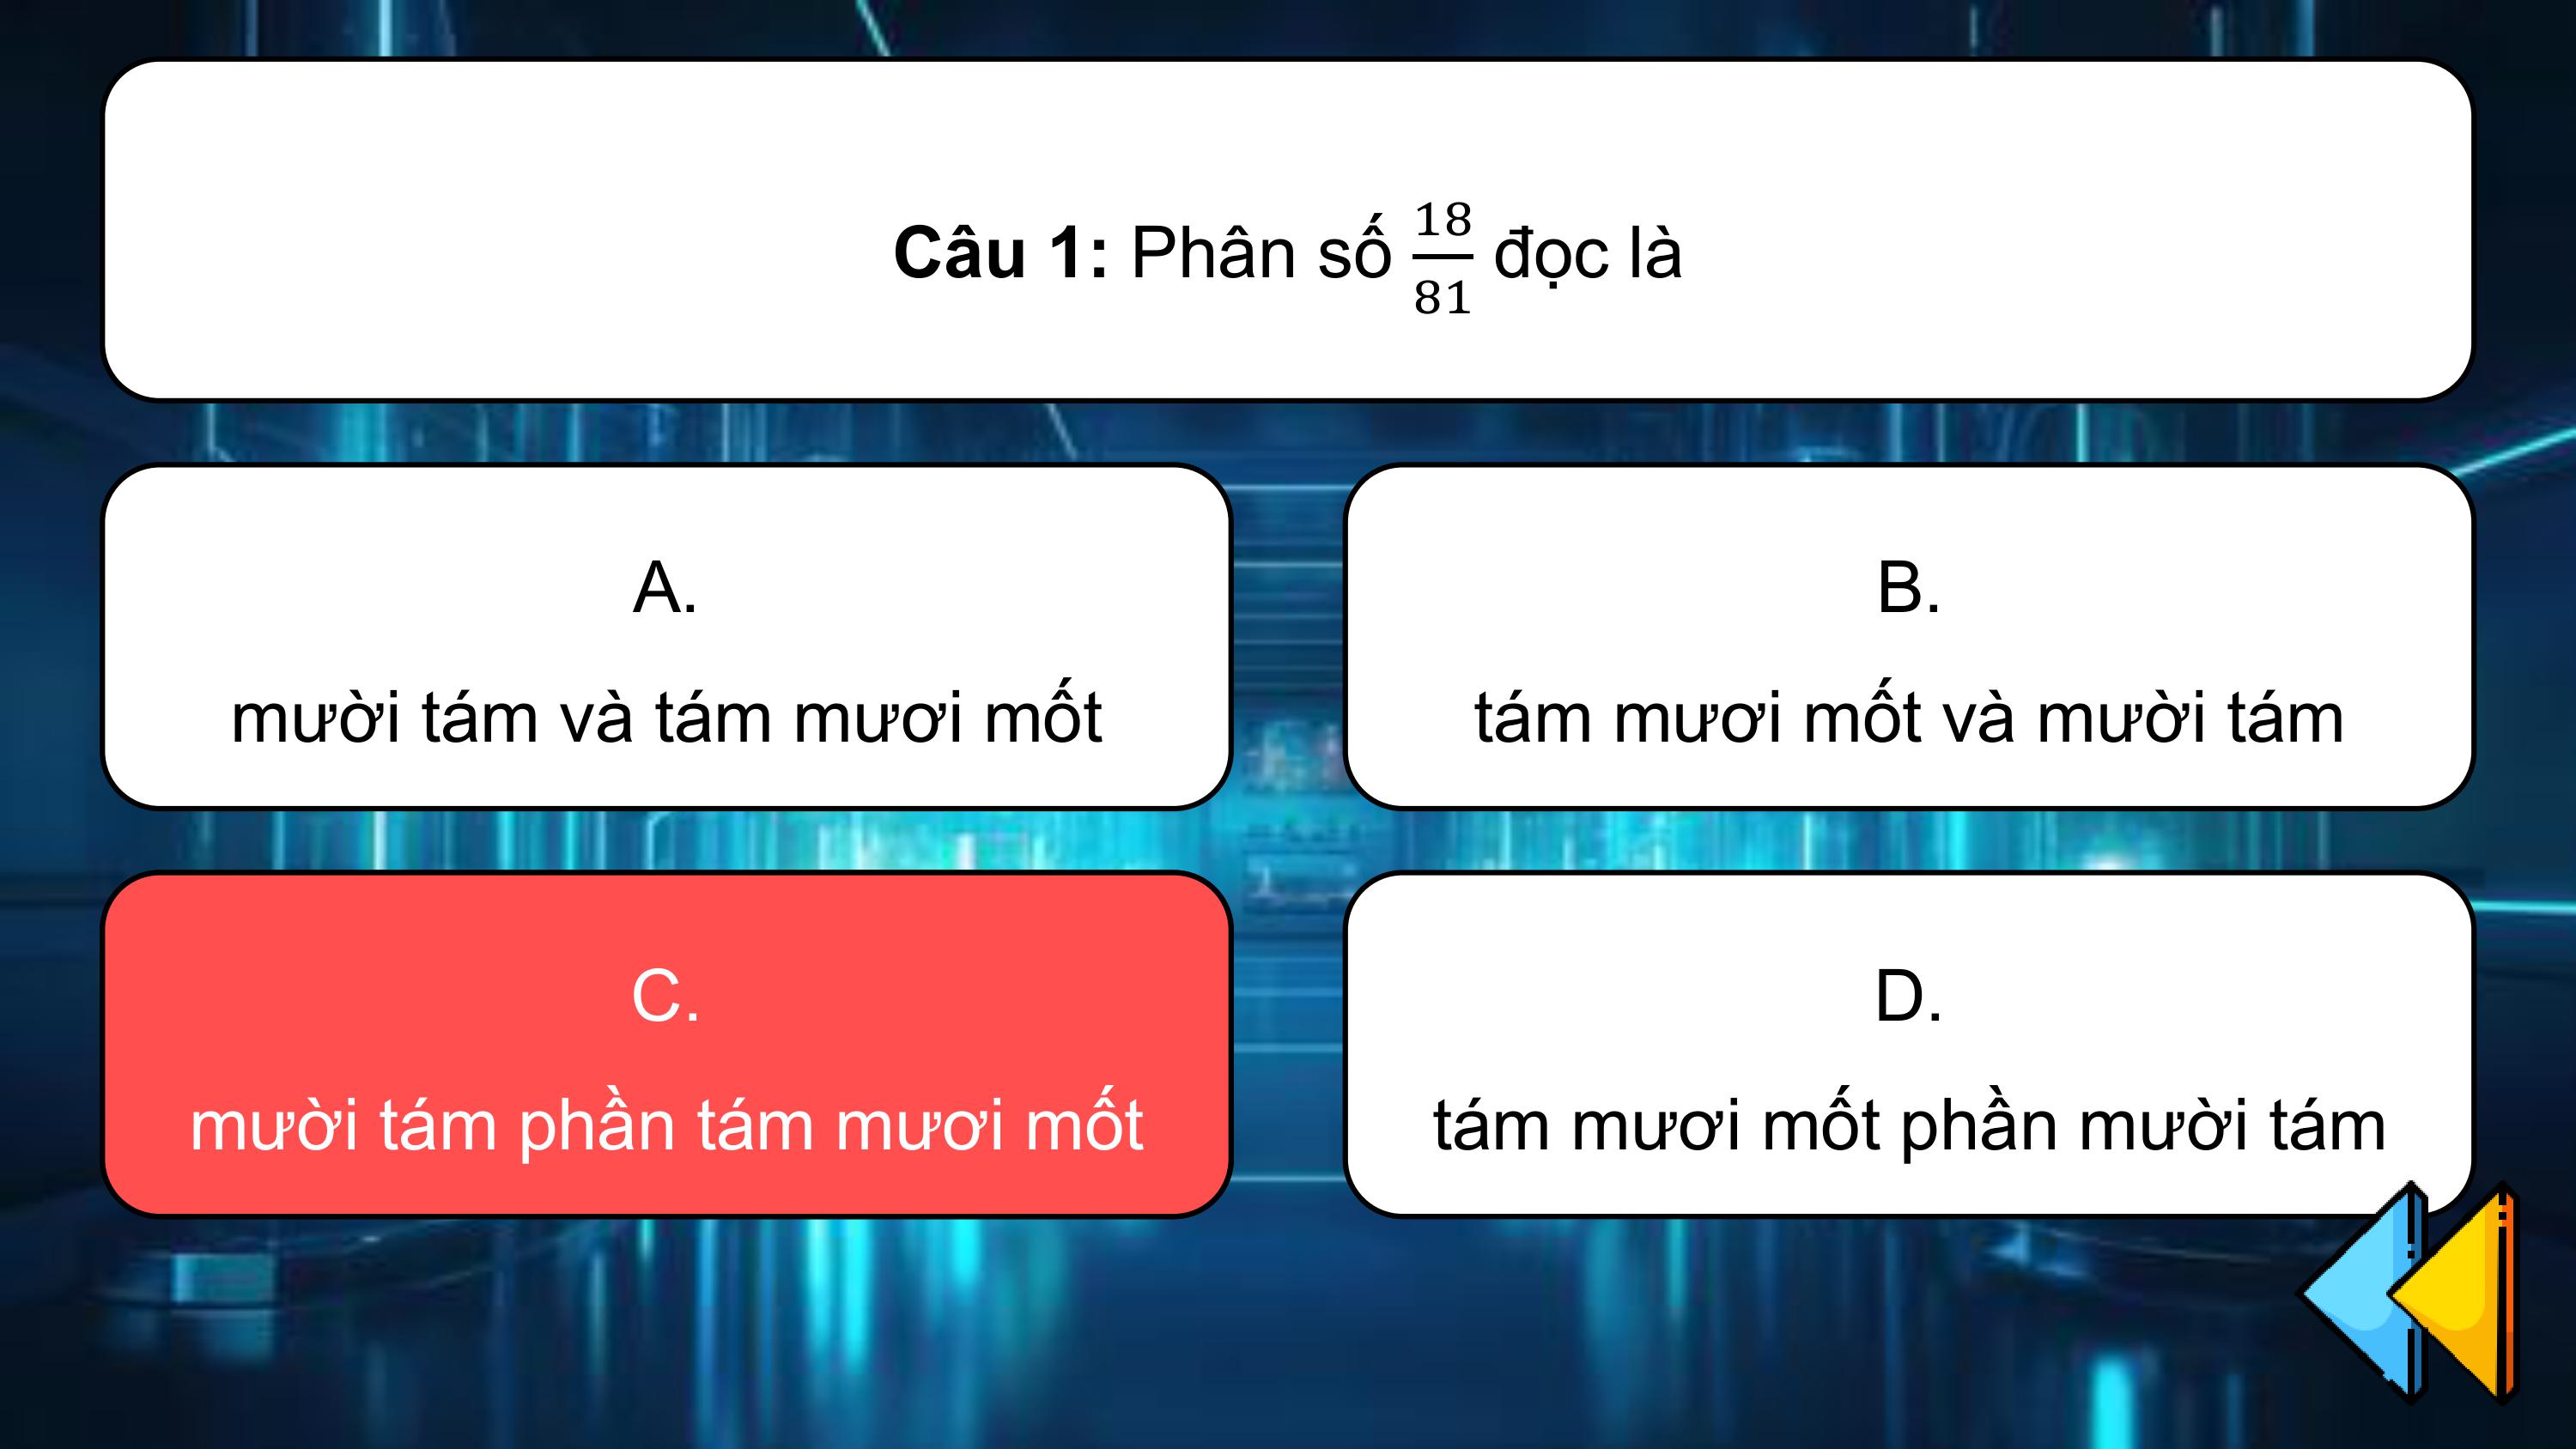 Câu 1: Phân số 18/81 đọc là
A.
mười tám và tám mươi mốt
B.
tám mươi mốt và mười tám
C.
mười tám phần tám mươi mốt
D.
tám mươi mốt phần mười tám